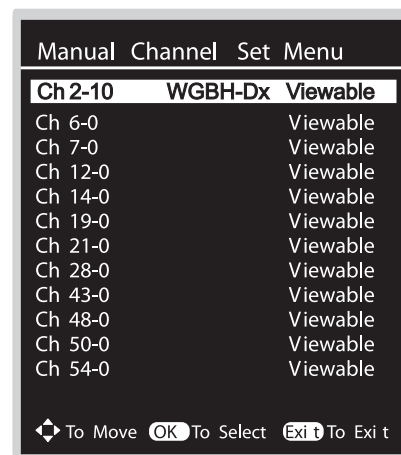 Manual Channel Set Menu
Ch 2-10 WGBH-Dx Viewable
Ch 6-0 Viewable
Ch 7-0 Viewable
Ch 12-0 Viewable
Ch 14-0 Viewable
Ch 19-0 Viewable
Ch 21-0 Viewable
Ch 28-0 Viewable
Ch 43-0 Viewable
Ch 48-0 Viewable
Ch 50-0 Viewable
Ch 54-0 Viewable
To Move OK To Select Exit To Exit